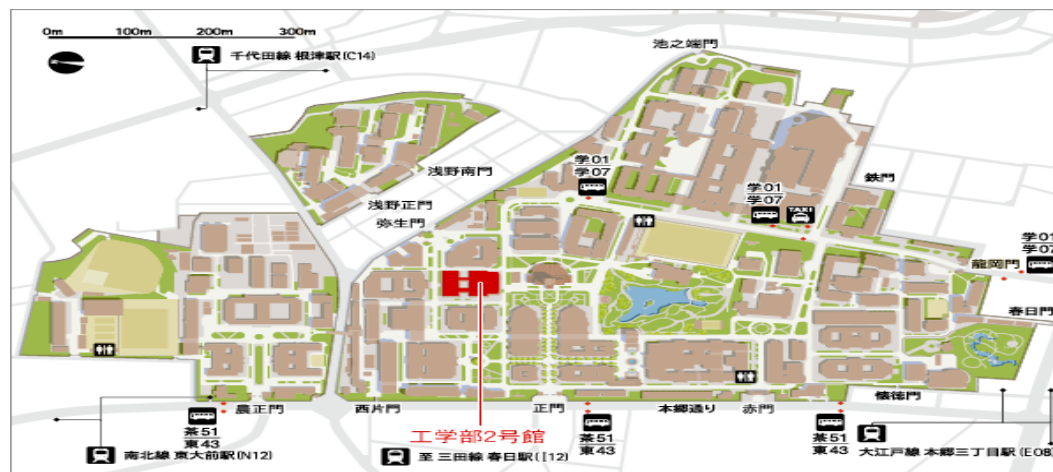 0m 100m 200m 300m
千代田線 根津駅(C14)
池之端門
浅野南門
学01
学07
鉄門
学01
学07
TAXI
浅野正門
弥生門
学01
学07
龍岡門
春日門
農正門
西片門
正門
本郷通り
赤門
懐徳門
茶51
東43
工学部2号館
茶51
東43
茶51
東43
南北線 東大前駅(N12)
至 三田線 春日駅(I12)
大江戸線 本郷三丁目駅(E08)